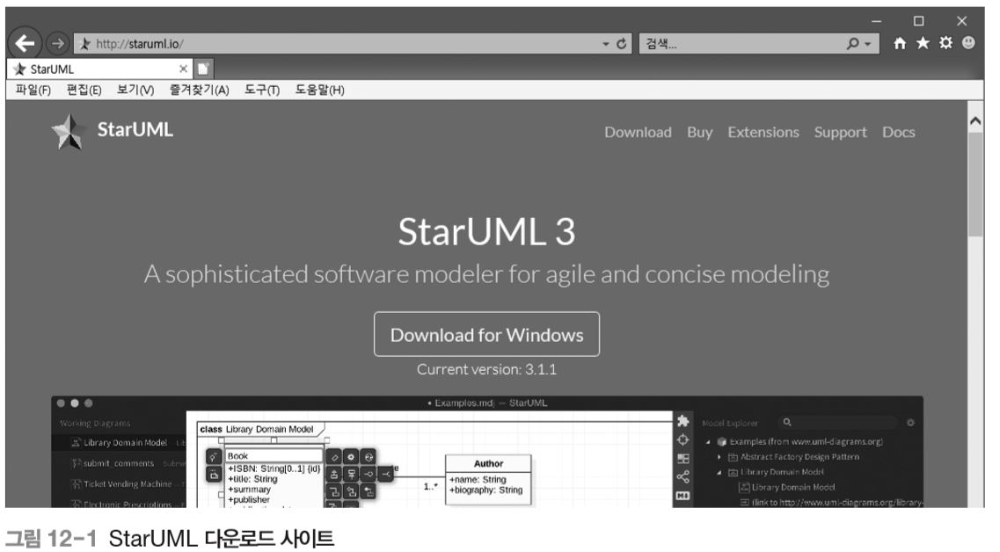 http://staruml.io/
검색...
StarUML
파일(F) 편집(E) 보기(V) 즐겨찾기(A) 도구(T) 도움말(H)
StarUML
Download Buy Extensions Support Docs
StarUML 3
A sophisticated software modeler for agile and concise modeling
Download for Windows
Current version: 3.1.1
Examples.mdj — StarUML
Working Diagrams
Library Domain Model
submit_comments
Ticket Vending Machine
Electronic Prescriptions
class Library Domain Model
Book
+ISBN: String[0..1] {id}
+title: String
+summary
+publisher
1..*
Author
+name: String
+biography: String
Model Explorer
Examples (from www.uml-diagrams.org)
Abstract Factory Design Pattern
Library Domain Model
Library Domain Model
(link to http://www.uml-diagrams.org/library-
그림 12-1 StarUML 다운로드 사이트